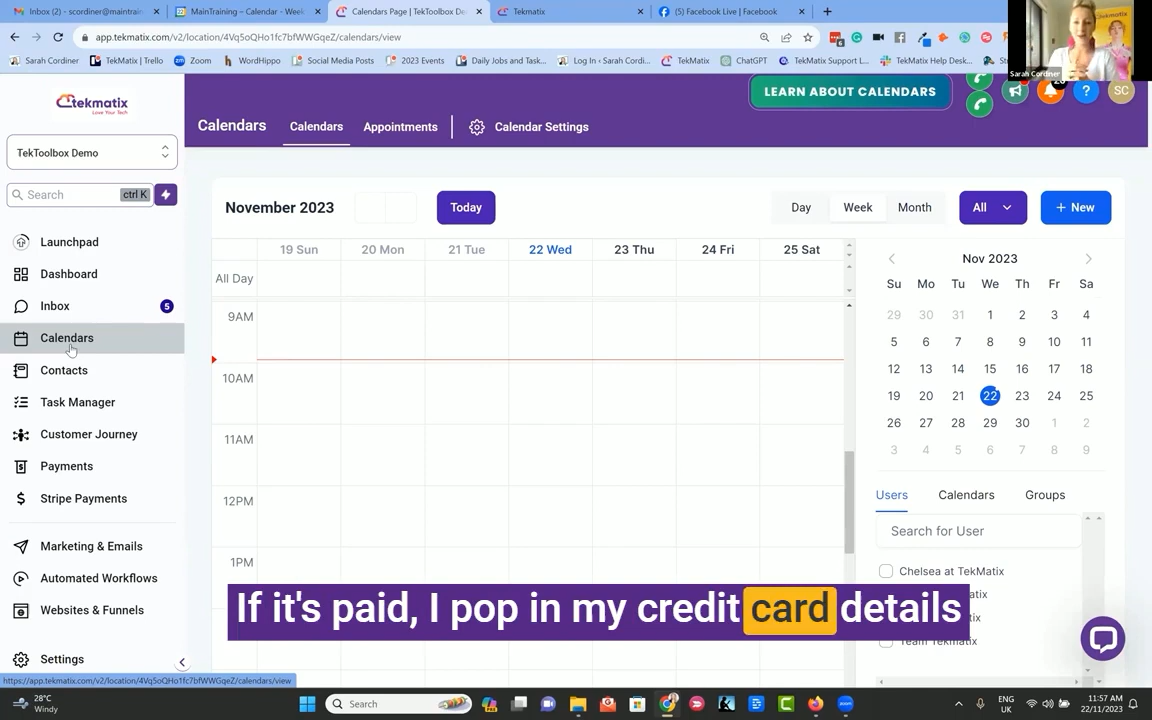 Inbox (5) - scordiner@maintrain
MainTraining – Calendar - Week
Calendars Page | TekToolbox De
Tekmatix
(5) Facebook Live | Facebook
app.tekmatix.com/v2/location/4Vq5oQHo1fc7bfWWGqeZ/calendars/view
Sarah Cordiner
TekMatix | Trello
Zoom
WordHippo
Social Media Posts
2023 Events
Daily Jobs and Task...
Log In ‹ Sarah Cordi...
TekMatix
ChatGPT
TekMatix Support L...
TekMatix Help Desk...
Sarah Cordiner
tekmatix
Love Your Tech
TekToolbox Demo
Search
ctrl K
Launchpad
Dashboard
Inbox
5
Calendars
Contacts
Task Manager
Customer Journey
Payments
Stripe Payments
Marketing & Emails
Automated Workflows
Websites & Funnels
Settings
LEARN ABOUT CALENDARS
SC
Calendars
Calendars
Appointments
Calendar Settings
November 2023
Today
Day
Week
Month
All
+ New
19 Sun
20 Mon
21 Tue
22 Wed
23 Thu
24 Fri
25 Sat
All Day
9AM
10AM
11AM
12PM
1PM
Nov 2023
Su Mo Tu We Th Fr Sa
29 30 31 1 2 3 4
5 6 7 8 9 10 11
12 13 14 15 16 17 18
19 20 21 22 23 24 25
26 27 28 29 30 1 2
3 4 5 6 7 8 9
Users
Calendars
Groups
Search for User
Chelsea at TekMatix
Team Tekmatix
If it's paid, I pop in my credit card details
https://app.tekmatix.com/v2/location/4Vq5oQHo1fc7bfWWGqeZ/calendars/view
28°C
Windy
Search
ENG
UK
11:57 AM
22/11/2023